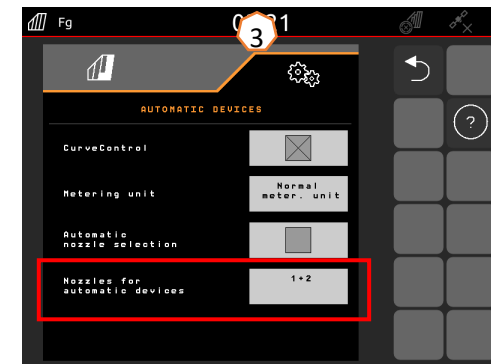 Fg
3
AUTOMATIC DEVICES
CurveControl
Metering unit
Normal
meter. unit
Automatic
nozzle selection
Nozzles for
automatic devices
1+2
?